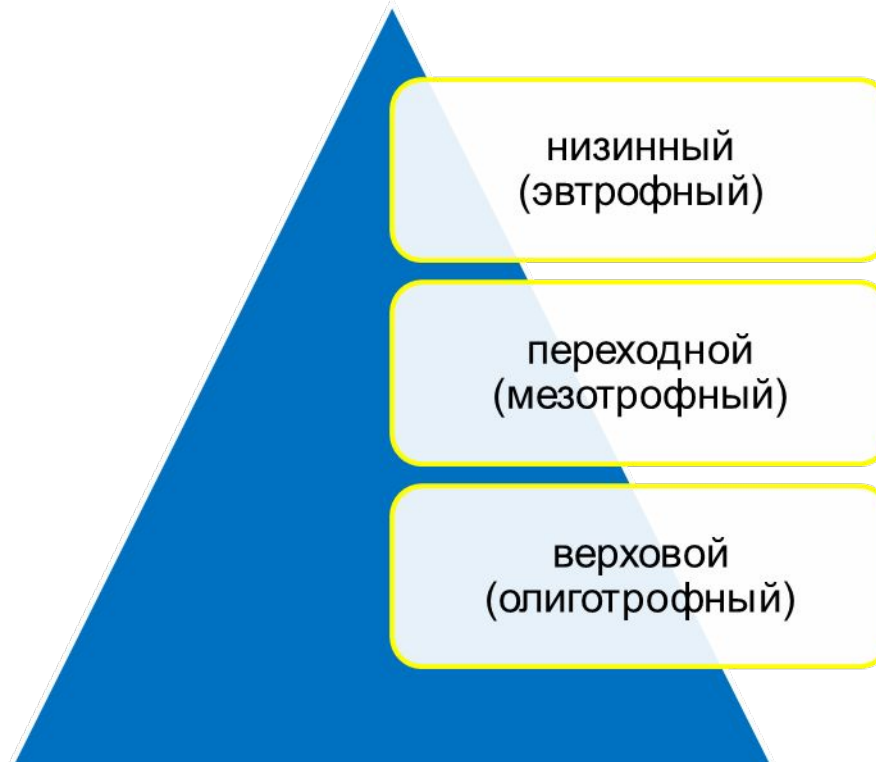 низинный
(эвтрофный)
переходной
(мезотрофный)
верховой
(олиготрофный)